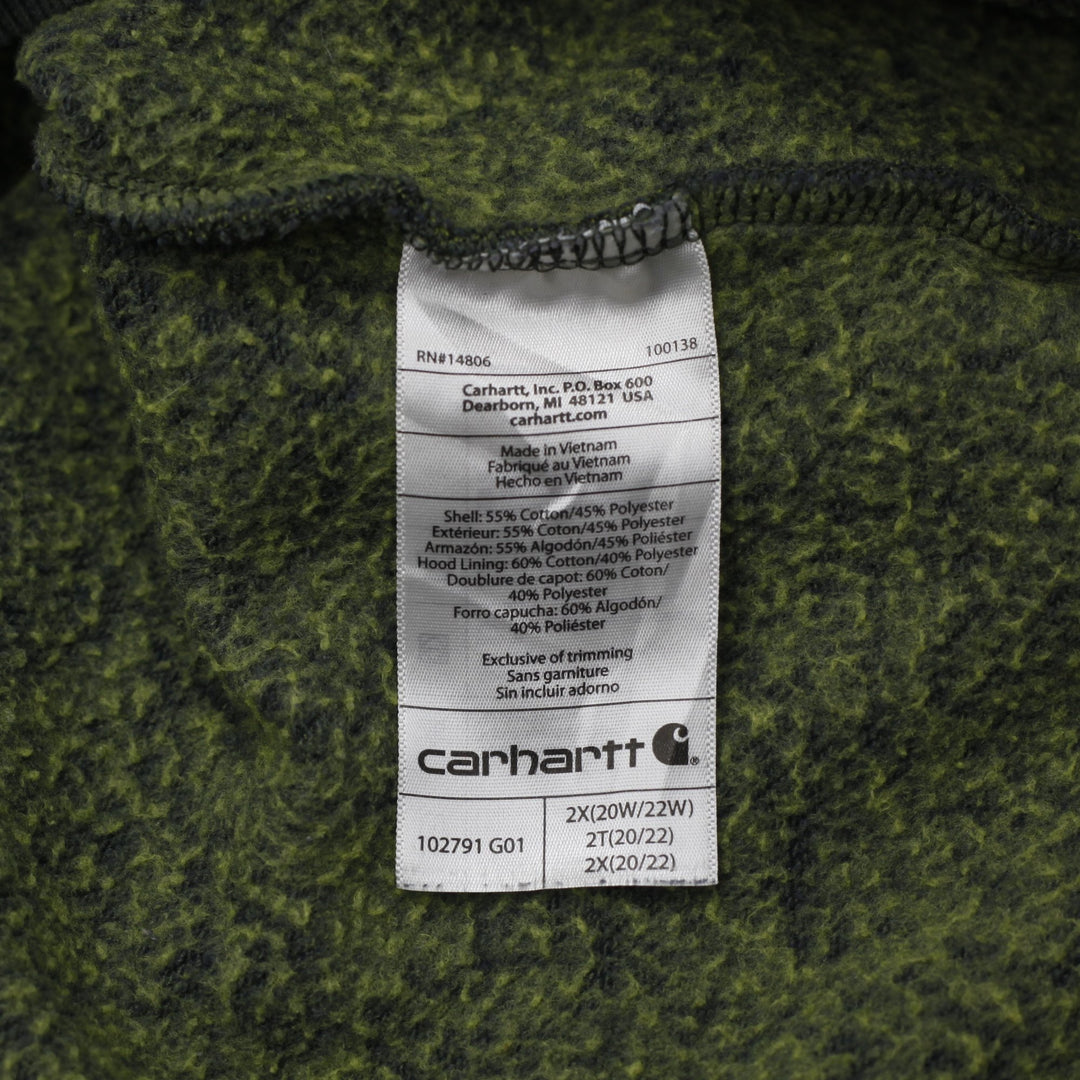 RN#14806 100138
Carhartt, Inc. P.O. Box 600
Dearborn, MI 48121 USA
carhartt.com
Made in Vietnam
Fabriqué au Vietnam
Hecho en Vietnam
Shell: 55% Cotton/45% Polyester
Extérieur: 55% Coton/45% Polyester
Armazón: 55% Algodón/45% Poliéster
Hood Lining: 60% Cotton/40% Polyester
Doublure de capot: 60% Coton/
40% Polyester
Forro capucha: 60% Algodón/
40% Poliéster
Exclusive of trimming
Sans garniture
Sin incluir adorno
carhartt ®
102791 G01
2X(20W/22W)
2T(20/22)
2X(20/22)